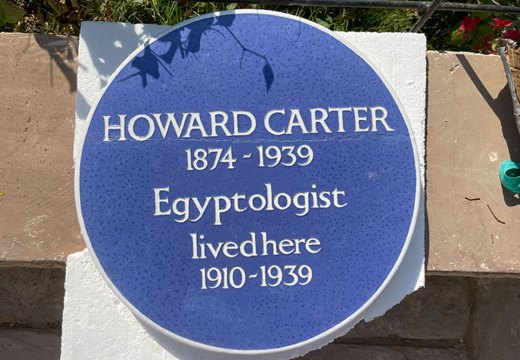 HOWARD CARTER
1874-1939
Egyptologist
lived here
1910-1939